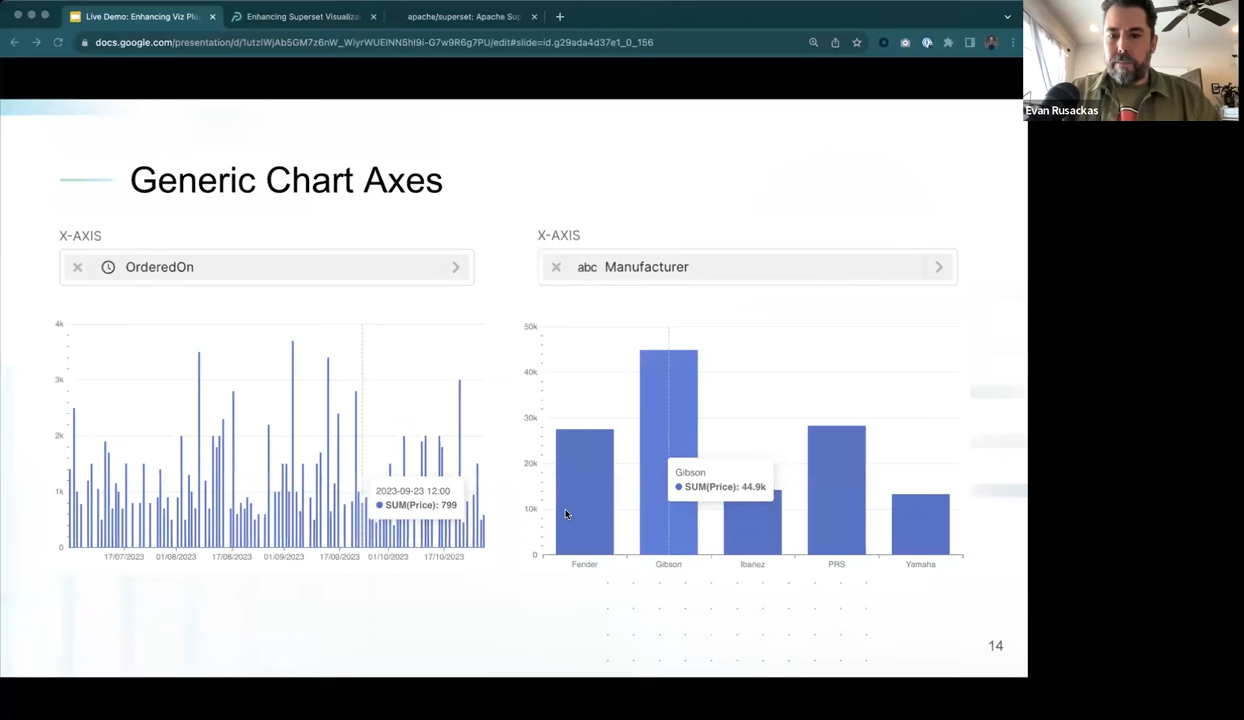 Live Demo: Enhancing Viz Plu
Enhancing Superset Visualiza
apache/superset: Apache Sup
docs.google.com/presentation/d/1utzIWjAb5GM7z6nW_WiyrWUEINN5hI9i-G7w9R6g7PU/edit#slide=id.g29ada4d37e1_0_156
Evan Rusackas
Generic Chart Axes
X-AXIS
OrderedOn
X-AXIS
abc Manufacturer
4k
3k
2k
1k
0
2023-09-23 12:00
SUM(Price): 799
17/07/2023 01/08/2023 17/08/2023 01/09/2023 17/09/2023 01/10/2023 17/10/2023
50k
40k
30k
20k
10k
0
Gibson
SUM(Price): 44.9k
Fender Gibson Ibanez PRS Yamaha
14